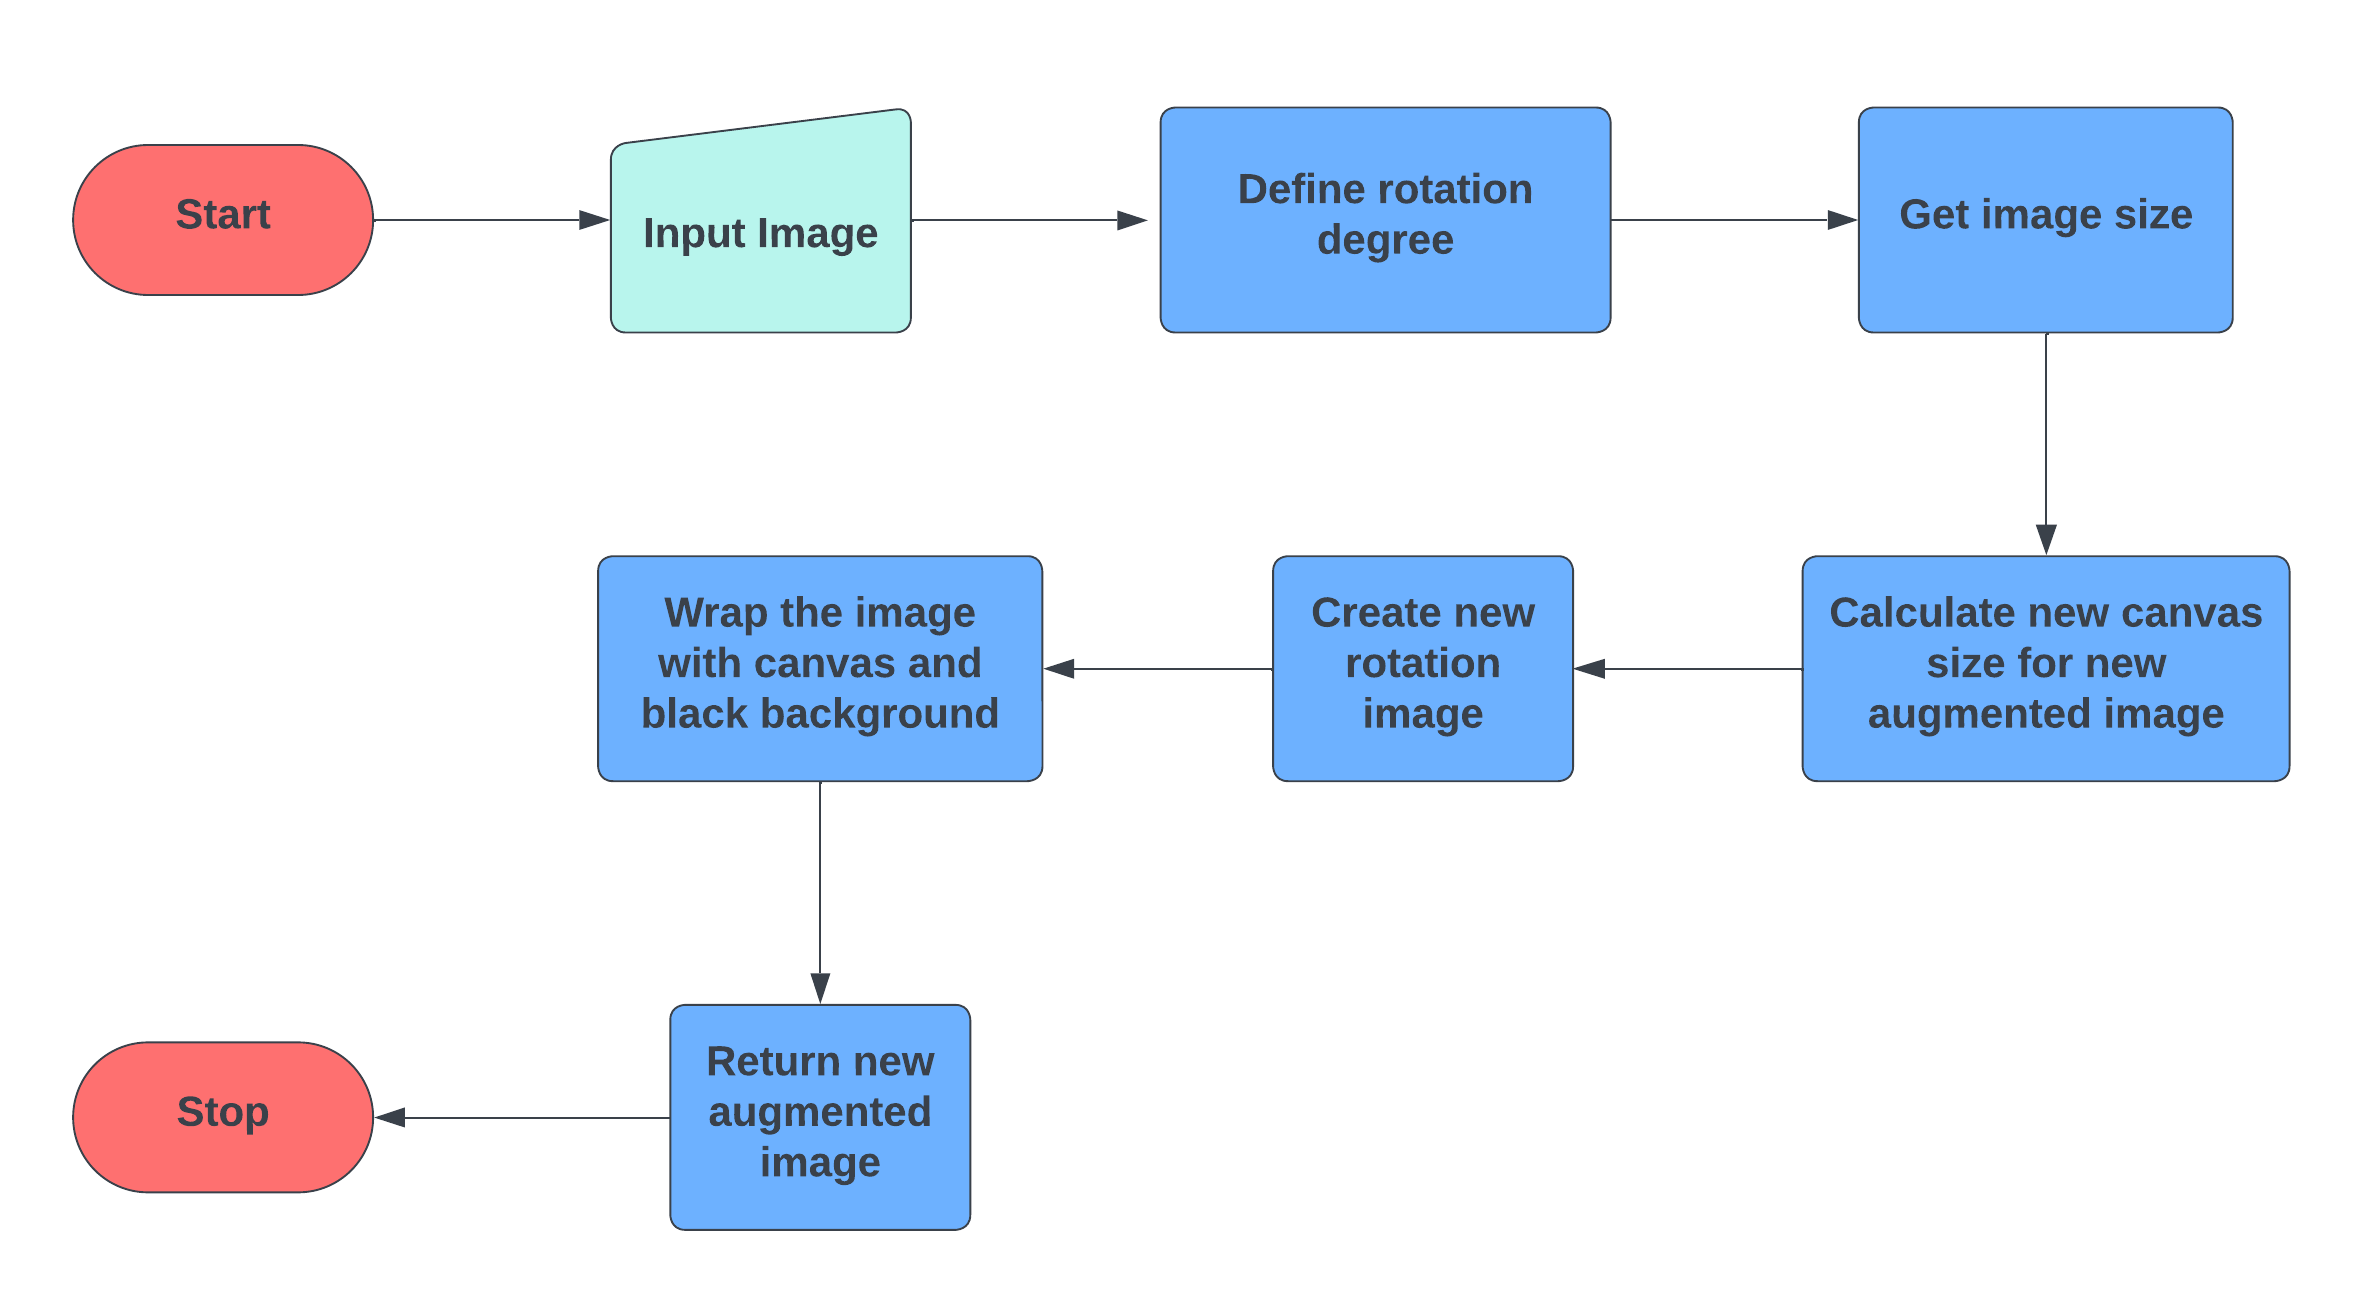 Start
Input Image
Define rotation
degree
Get image size
Calculate new canvas
size for new
augmented image
Create new
rotation
image
Wrap the image
with canvas and
black background
Return new
augmented
image
Stop